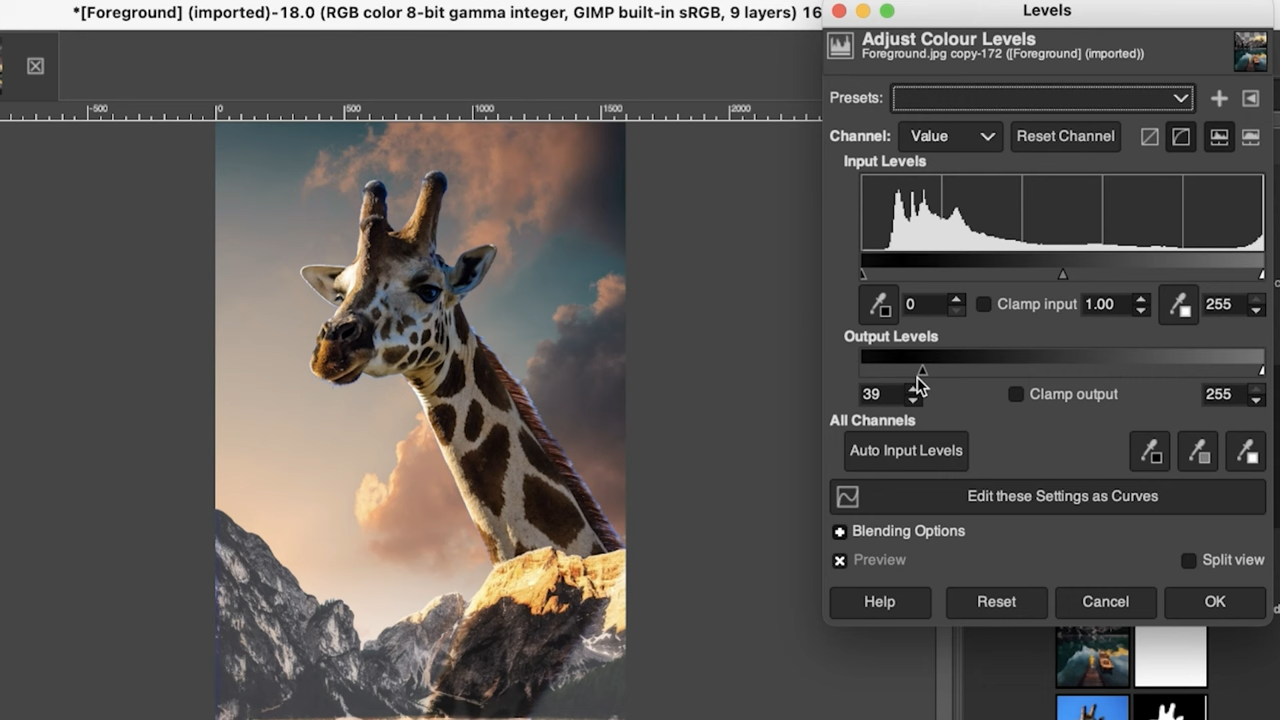 *[Foreground] (imported)-18.0 (RGB color 8-bit gamma integer, GIMP built-in sRGB, 9 layers) 16
Levels
Adjust Colour Levels
Foreground.jpg copy-172 ([Foreground] (imported))
-500
0
500
1000
1500
2000
Presets:
Channel: Value Reset Channel
Input Levels
0 Clamp input 1.00 255
Output Levels
39 Clamp output 255
All Channels
Auto Input Levels
Edit these Settings as Curves
Blending Options
Preview Split view
Help Reset Cancel OK